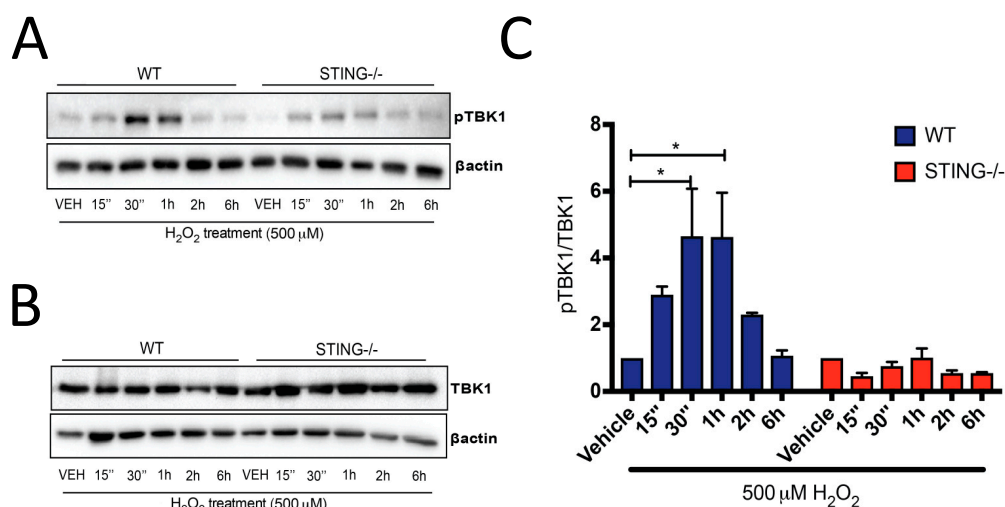 A
WT STING-/-
pTBK1
βactin
VEH 15’’ 30’’ 1h 2h 6h VEH 15’’ 30’’ 1h 2h 6h
H₂O₂ treatment (500 μM)
B
WT STING-/-
TBK1
βactin
VEH 15’’ 30’’ 1h 2h 6h VEH 15’’ 30’’ 1h 2h 6h
H₂O₂ treatment (500 μM)
C
WT
STING-/-
pTBK1/TBK1
8
6
4
2
0
*
*
Vehicle 15’’ 30’’ 1h 2h 6h Vehicle 15’’ 30’’ 1h 2h 6h
500 μM H₂O₂